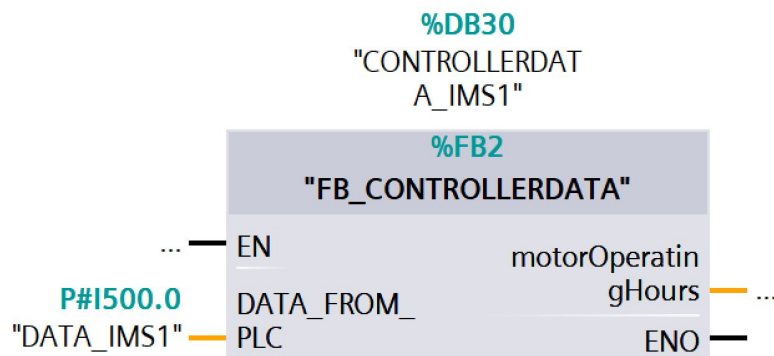 %DB30
"CONTROLLERDAT
A_IMS1"
%FB2
"FB_CONTROLLERDATA"
... EN
motorOperatin
gHours ...
P#I500.0
"DATA_IMS1"
DATA_FROM_
PLC
ENO